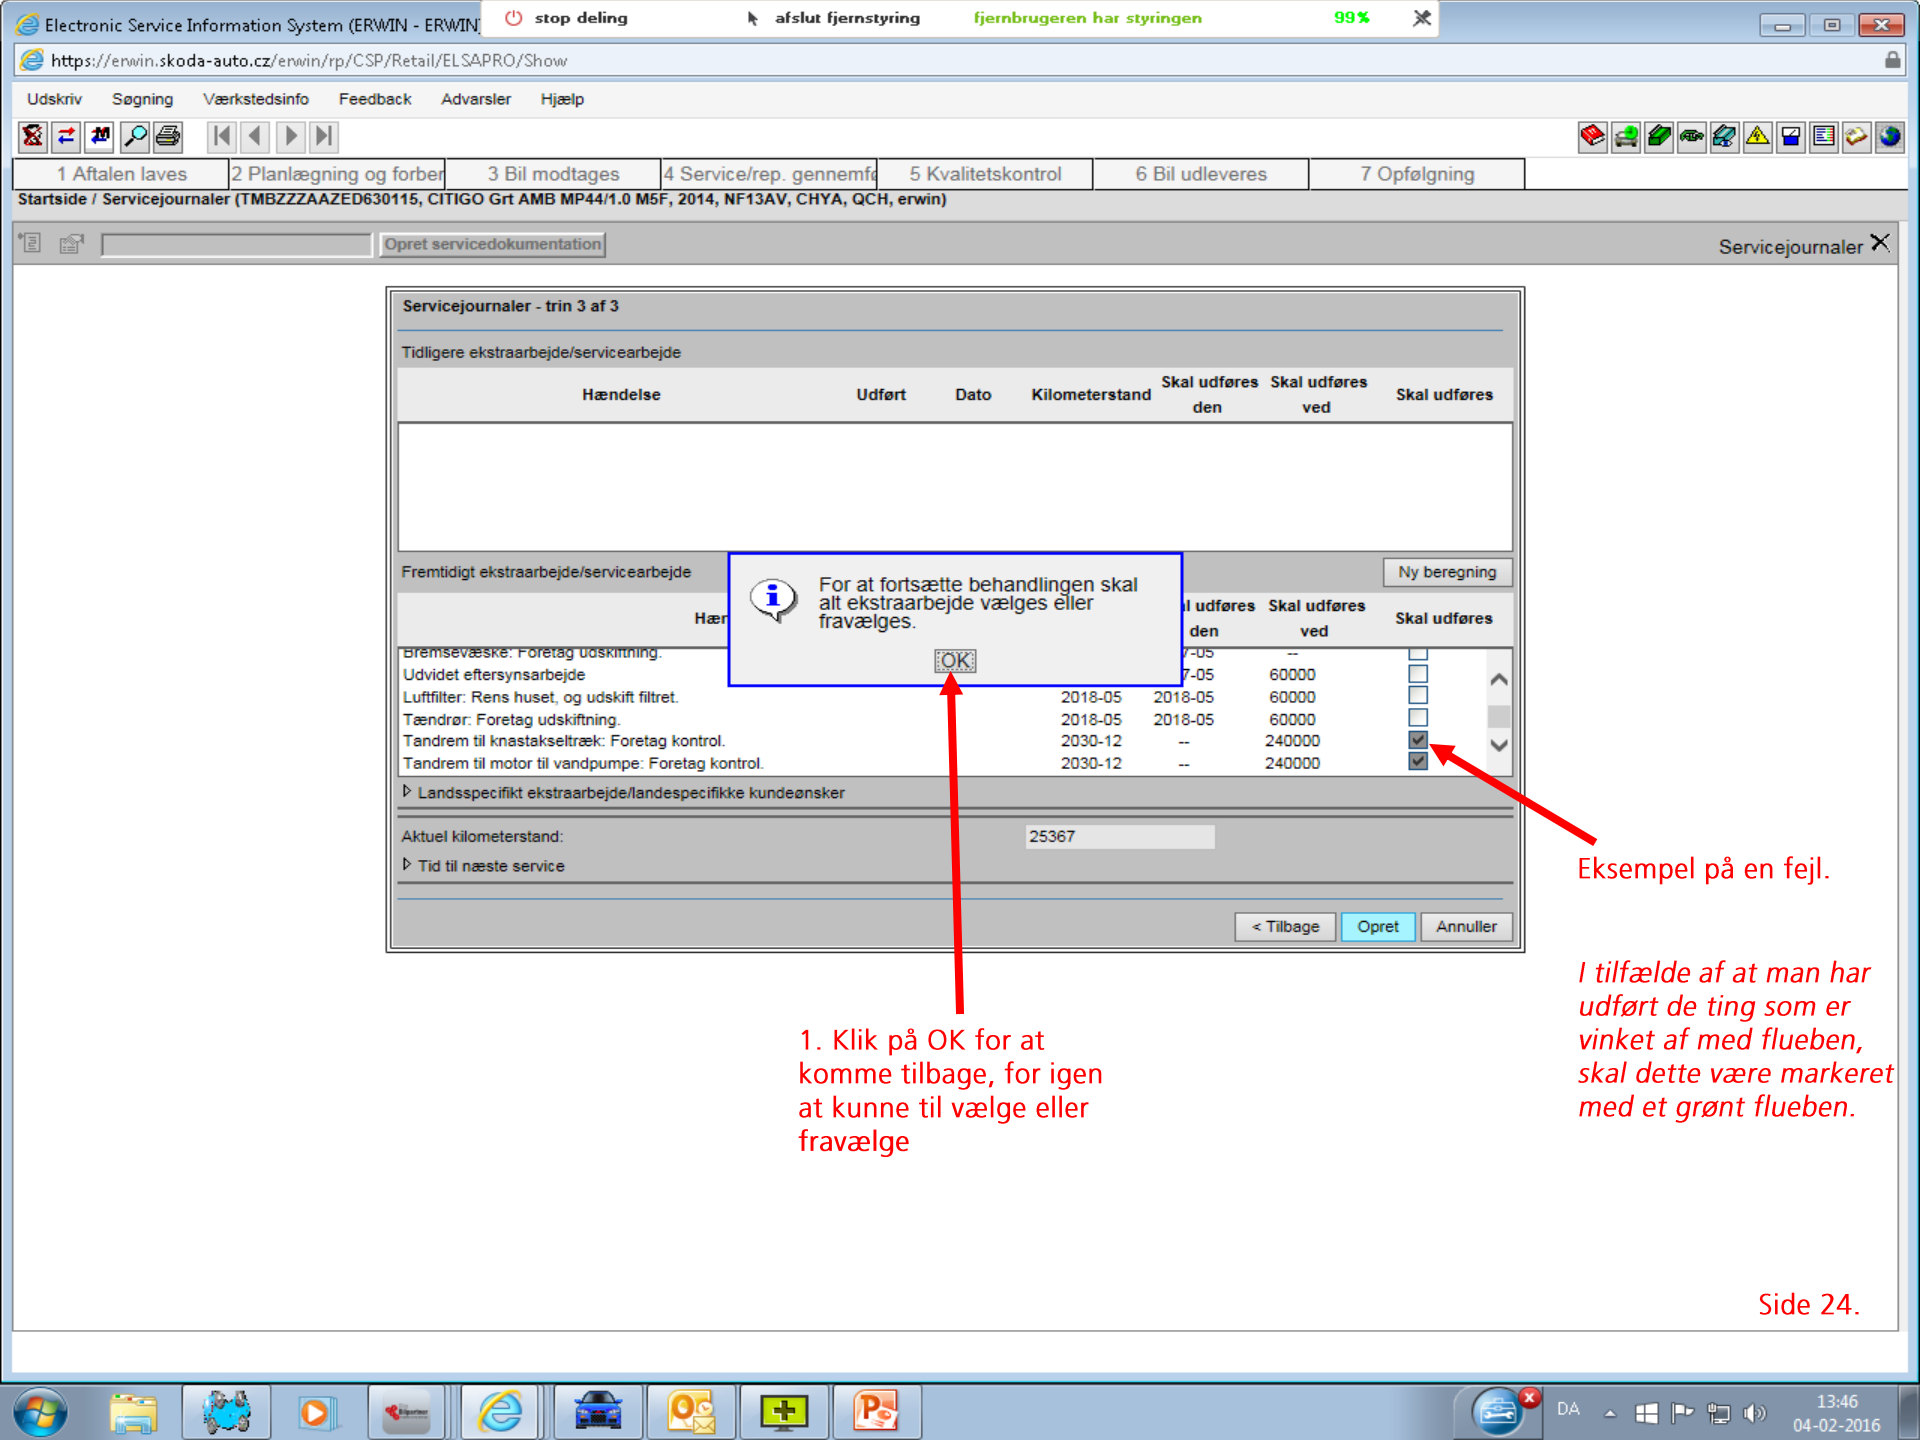 Electronic Service Information System (ERWIN - ERWIN)
stop deling
afslut fjernstyring
fjernbrugeren har styringen
99%
https://erwin.skoda-auto.cz/erwin/rp/CSP/Retail/ELSAPRO/Show
Udskriv Søgning Værkstedsinfo Feedback Advarsler Hjælp
1 Aftalen laves
2 Planlægning og forber
3 Bil modtages
4 Service/rep. gennemfø
5 Kvalitetskontrol
6 Bil udleveres
7 Opfølgning
Startside / Servicejournaler (TMBZZZAAZED630115, CITIGO Grt AMB MP44/1.0 M5F, 2014, NF13AV, CHYA, QCH, erwin)
Opret servicedokumentation
Servicejournaler
Servicejournaler - trin 3 af 3
Tidligere ekstraarbejde/servicearbejde
Hændelse Udført Dato Kilometerstand Skal udføres den Skal udføres ved Skal udføres
Fremtidigt ekstraarbejde/servicearbejde
Ny beregning
For at fortsætte behandlingen skal
alt ekstraarbejde vælges eller
fravælges.
OK
Hær
l udføres den Skal udføres ved Skal udføres
Bremsevæske: Foretag udskiftning. 7-05 --
Udvidet eftersynsarbejde 7-05 60000
Luftfilter: Rens huset, og udskift filtret. 2018-05 2018-05 60000
Tændrør: Foretag udskiftning. 2018-05 2018-05 60000
Tandrem til knastakseltræk: Foretag kontrol. 2030-12 -- 240000
Tandrem til motor til vandpumpe: Foretag kontrol. 2030-12 -- 240000
Landsspecifikt ekstraarbejde/landespecifikke kundeønsker
Aktuel kilometerstand: 25367
Tid til næste service
< Tilbage Opret Annuller
Eksempel på en fejl.
I tilfælde af at man har
udført de ting som er
vinket af med flueben,
skal dette være markeret
med et grønt flueben.
1. Klik på OK for at
komme tilbage, for igen
at kunne til vælge eller
fravælge
Side 24.
DA
13:46
04-02-2016